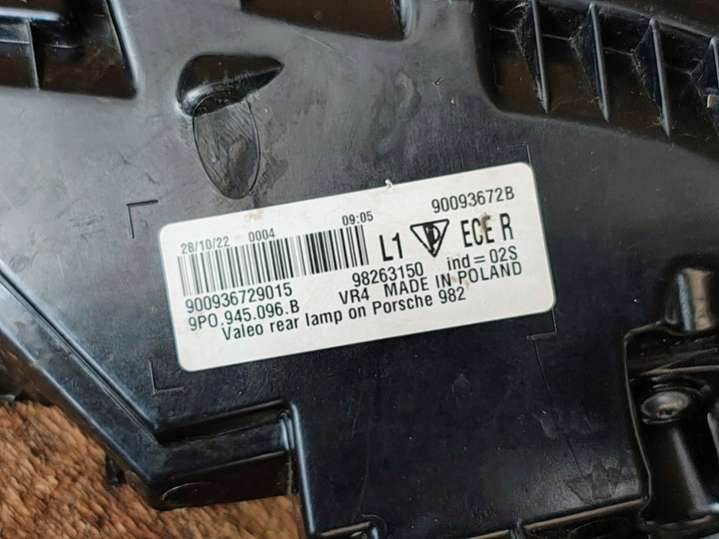 90093672B
28/10/22 0004 09:05
L1 ECE R
900936729015 98263150 ind=02S
9P0.945.096.B VR4 MADE IN POLAND
Valeo rear lamp on Porsche 982